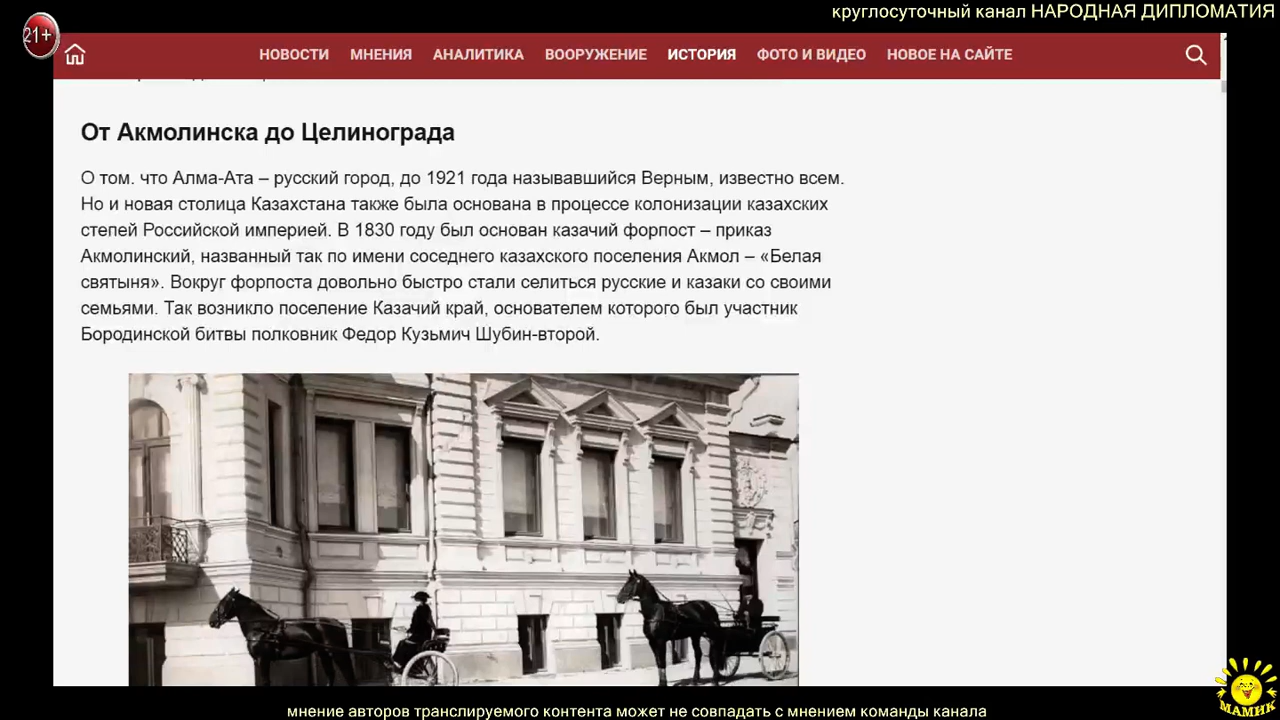 круглосуточный канал НАРОДНАЯ ДИПЛОМАТИЯ
21+
НОВОСТИ МНЕНИЯ АНАЛИТИКА ВООРУЖЕНИЕ ИСТОРИЯ ФОТО И ВИДЕО НОВОЕ НА САЙТЕ
От Акмолинска до Целинограда
О том. что Алма-Ата – русский город, до 1921 года называвшийся Верным, известно всем.
Но и новая столица Казахстана также была основана в процессе колонизации казахских
степей Российской империей. В 1830 году был основан казачий форпост – приказ
Акмолинский, названный так по имени соседнего казахского поселения Акмол – «Белая
святыня». Вокруг форпоста довольно быстро стали селиться русские и казаки со своими
семьями. Так возникло поселение Казачий край, основателем которого был участник
Бородинской битвы полковник Федор Кузьмич Шубин-второй.
МАМИК
мнение авторов транслируемого контента может не совпадать с мнением команды канала